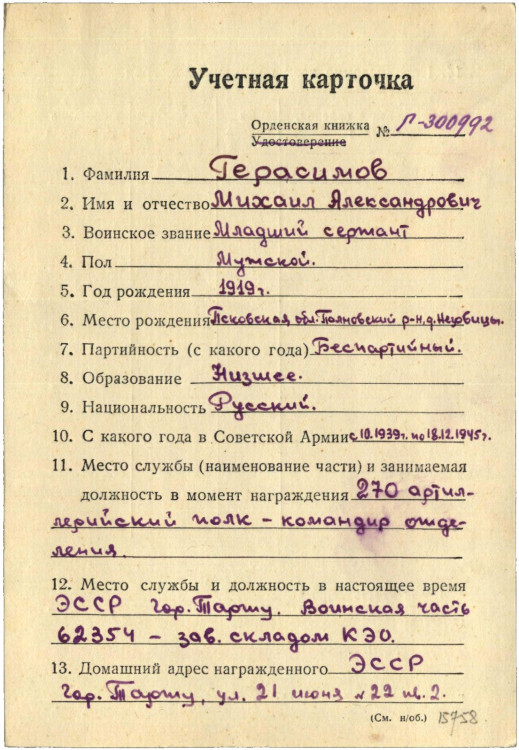 Учетная карточка
Орденская книжка
Удостоверение № Г-300992
1. Фамилия Герасимов
2. Имя и отчество Михаил Александрович
3. Воинское звание Младший сержант
4. Пол Мужской.
5. Год рождения 1919 г.
6. Место рождения Псковская обл. Полновский р-н. д. Неховицы.
7. Партийность (с какого года) Беспартийный.
8. Образование Низшее.
9. Национальность Русский.
10. С какого года в Советской Армии с 10.1939г. по 18.12.1945г.
11. Место службы (наименование части) и занимаемая
должность в момент награждения 270 артил-
лерийский полк - командир отде-
ления.
12. Место службы и должность в настоящее время
ЭССР гор. Тарту. Воинская часть
62354 - зав. складом КЭО.
13. Домашний адрес награжденного ЭССР
гор. Тарту, ул. 21 июня №22 кв. 2.
(См. н/об.) 15758